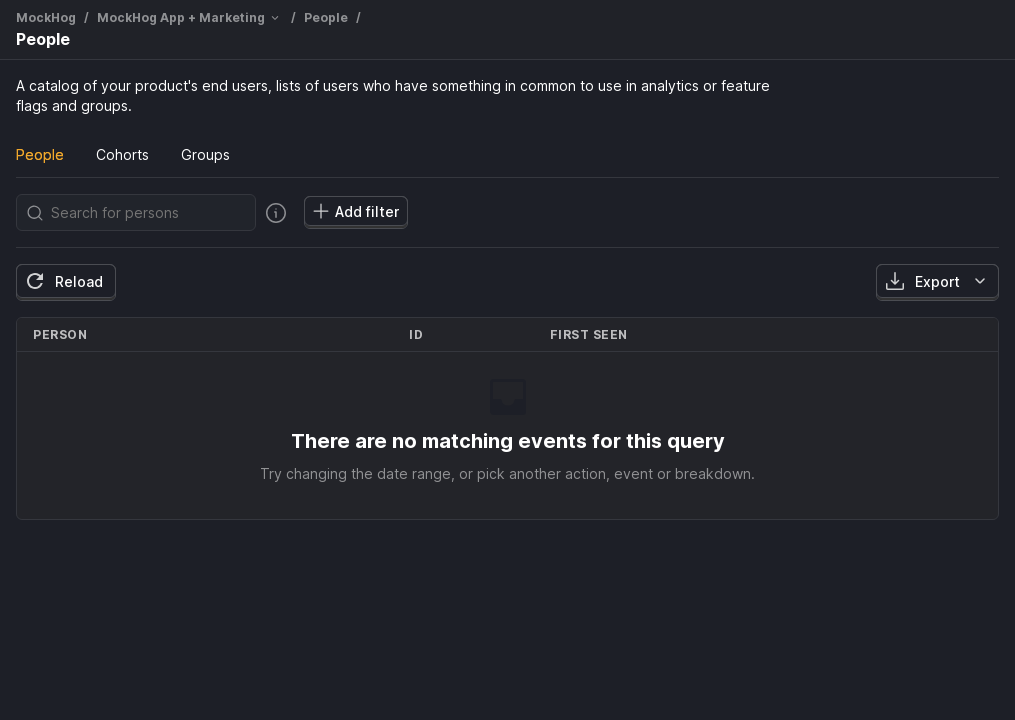 MockHog / MockHog App + Marketing / People /
People
A catalog of your product's end users, lists of users who have something in common to use in analytics or feature
flags and groups.
People Cohorts Groups
Search for persons Add filter
Reload Export
PERSON ID FIRST SEEN
There are no matching events for this query
Try changing the date range, or pick another action, event or breakdown.